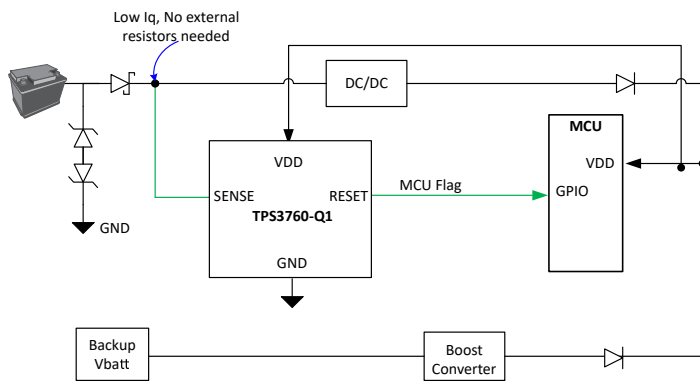 Low Iq, No external
resistors needed
DC/DC
MCU
VDD
VDD
SENSE
RESET
MCU Flag
GPIO
TPS3760-Q1
GND
GND
Backup
Vbatt
Boost
Converter